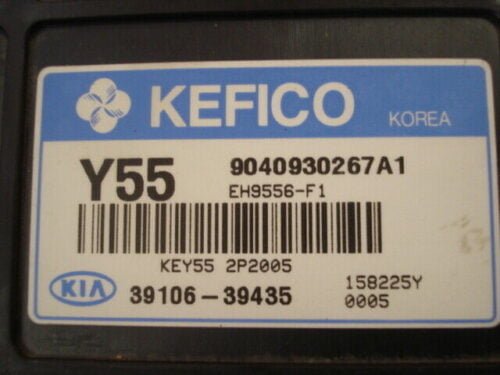 KEFICO KOREA
Y55 9040930267A1
EH9556-F1
KEY55 2P2005
KIA 39106-39435 158225Y
0005